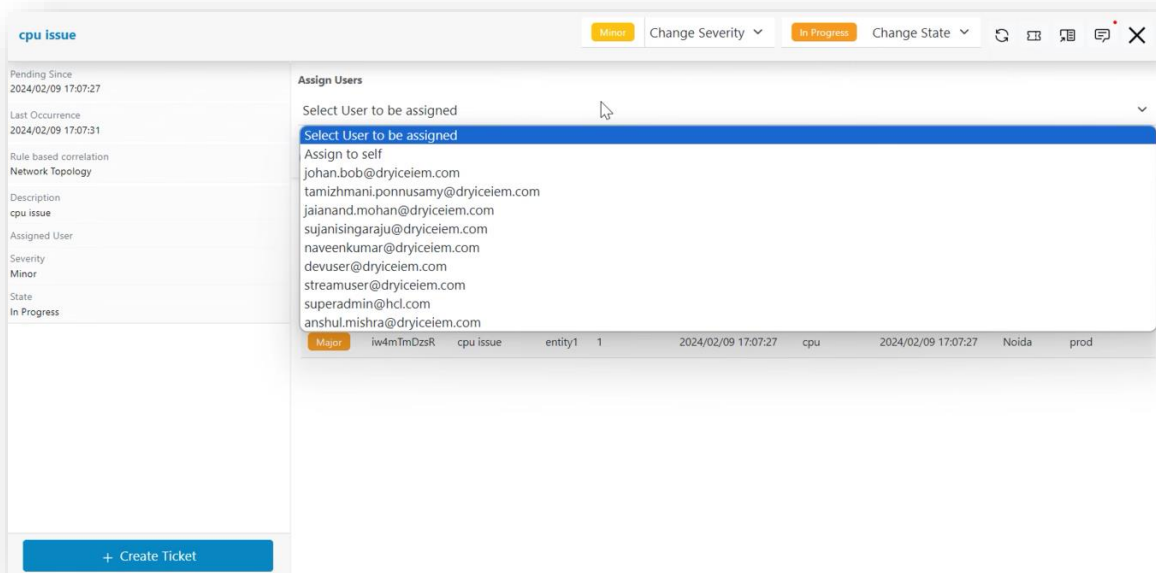 cpu issue
Minor
Change Severity
In Progress
Change State
Pending Since
2024/02/09 17:07:27
Last Occurrence
2024/02/09 17:07:31
Rule based correlation
Network Topology
Description
cpu issue
Assigned User
Severity
Minor
State
In Progress
+ Create Ticket
Assign Users
Select User to be assigned
Select User to be assigned
Assign to self
johan.bob@dryiceiem.com
tamizhmani.ponnusamy@dryiceiem.com
jaianand.mohan@dryiceiem.com
sujanisingaraju@dryiceiem.com
naveenkumar@dryiceiem.com
devuser@dryiceiem.com
streamuser@dryiceiem.com
superadmin@hcl.com
anshul.mishra@dryiceiem.com
Major iw4mTmDzsR cpu issue entity1 1 2024/02/09 17:07:27 cpu 2024/02/09 17:07:27 Noida prod